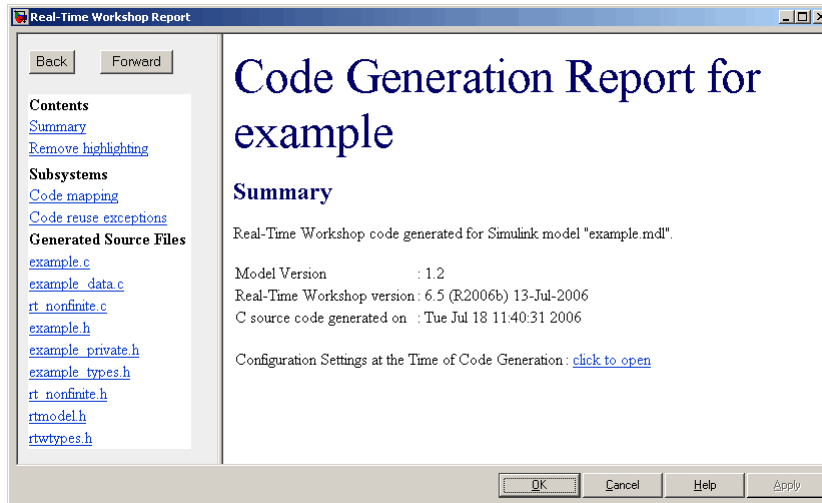 Real-Time Workshop Report
Back
Forward
Contents
Summary
Remove highlighting
Subsystems
Code mapping
Code reuse exceptions
Generated Source Files
example.c
example_data.c
rt_nonfinite.c
example.h
example_private.h
example_types.h
rt_nonfinite.h
rtmodel.h
rtwtypes.h
Code Generation Report for
example
Summary
Real-Time Workshop code generated for Simulink model "example.mdl".
Model Version : 1.2
Real-Time Workshop version : 6.5 (R2006b) 13-Jul-2006
C source code generated on : Tue Jul 18 11:40:31 2006
Configuration Settings at the Time of Code Generation : click to open
OK
Cancel
Help
Apply